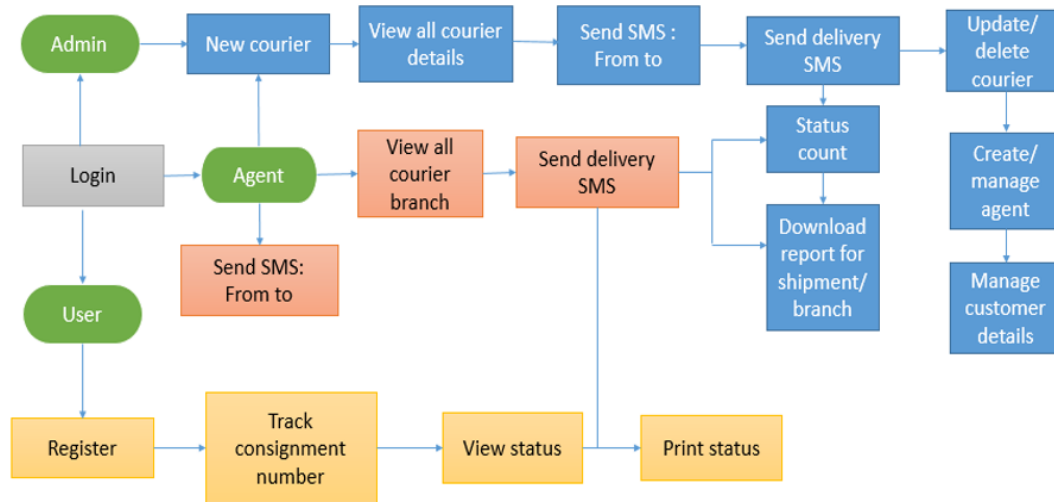 Admin
New courier
View all courier
details
Send SMS :
From to
Send delivery
SMS
Update/
delete
courier
Login
Agent
View all
courier
branch
Send delivery
SMS
Status
count
Create/
manage
agent
Send SMS:
From to
Download
report for
shipment/
branch
Manage
customer
details
User
Register
Track
consignment
number
View status
Print status